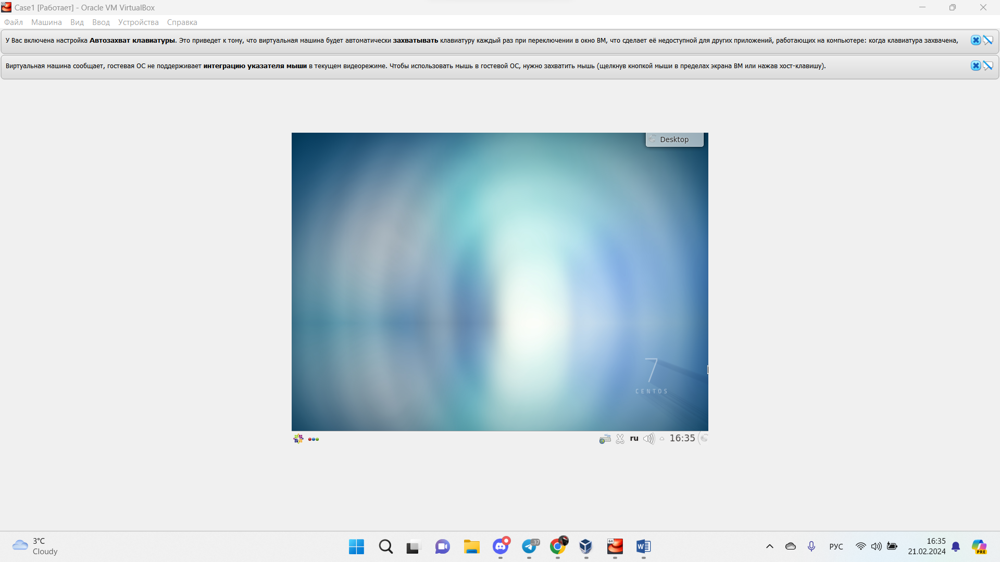 Case1 [Работает] - Oracle VM VirtualBox
Файл Машина Вид Ввод Устройства Справка
У Вас включена настройка Автозахват клавиатуры. Это приведет к тому, что виртуальная машина будет автоматически захватывать клавиатуру каждый раз при переключении в окно ВМ, что сделает её недоступной для других приложений, работающих на компьютере: когда клавиатура захвачена,
Виртуальная машина сообщает, гостевая ОС не поддерживает интеграцию указателя мыши в текущем видеорежиме. Чтобы использовать мышь в гостевой ОС, нужно захватить мышь (щелкнув кнопкой мыши в пределах экрана ВМ или нажав хост-клавишу).
Desktop
7
CENTOS
ru 16:35
3°C
Cloudy
64
.37
W
РУС
16:35
21.02.2024
PRE